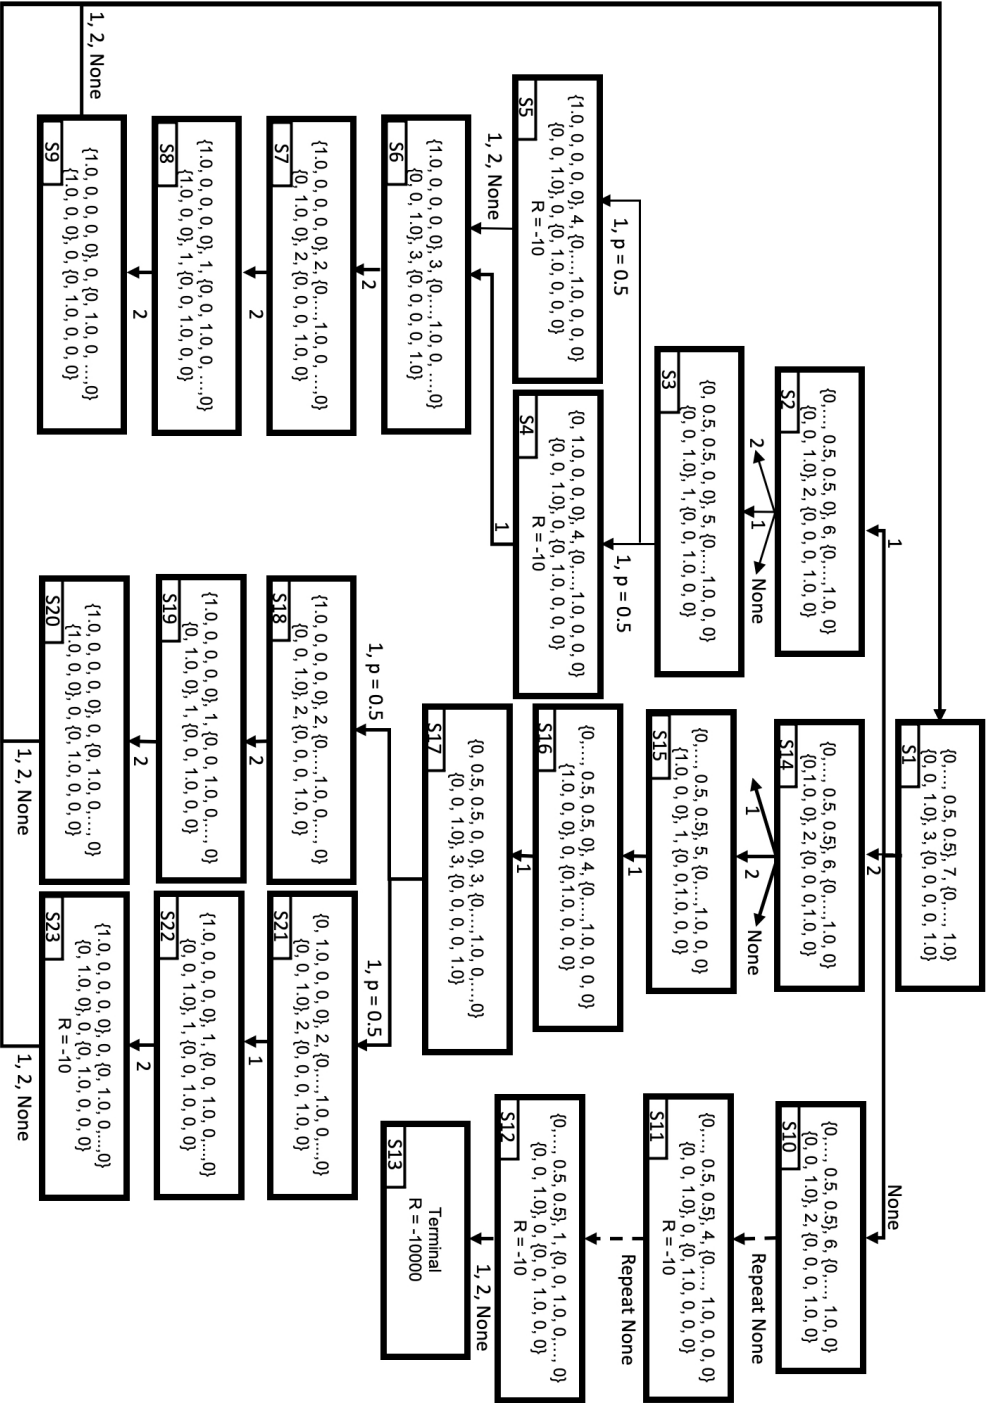 {0,…, 0.5, 0.5}, 7, {0,…, 1.0}
{0, 0, 1.0}, 3, {0, 0, 0, 0, 1.0}
S1
1
2
None
{0,…, 0.5, 0.5, 0}, 6, {0,…,1.0, 0}
{0, 0, 1.0}, 2, {0, 0, 0, 1.0, 0}
S2
{0,…, 0.5, 0.5}, 6, {0,…,1.0, 0}
{0,1.0, 0}, 2, {0, 0, 0,1.0, 0}
S14
{0,…, 0.5, 0.5}, 6, {0,…, 1.0, 0}
{0, 0, 1.0}, 2, {0, 0, 0, 1.0, 0}
S10
2
1
None
1
2
None
Repeat None
{0, 0.5, 0.5, 0, 0}, 5, {0,…,1.0, 0, 0}
{0, 0, 1.0}, 1, {0, 0, 1.0, 0, 0}
S3
{0,…, 0.5, 0.5}, 5, {0,…,1.0, 0, 0}
{1.0, 0, 0}, 1, {0, 0,1.0, 0, 0}
S15
{0,…, 0.5, 0.5}, 4, {0,…, 1.0, 0, 0, 0}
{0, 0, 1.0}, 0, {0, 1.0, 0, 0, 0}
R = -10
S11
1, p = 0.5
1, p = 0.5
1
Repeat None
{1.0, 0, 0, 0, 0}, 4, {0,…, 1.0, 0, 0, 0}
{0, 0, 1.0}, 0, {0, 1.0, 0, 0, 0}
R = -10
S5
{0, 1.0, 0, 0, 0}, 4, {0,…,1.0, 0, 0, 0}
{0, 0, 1.0}, 0, {0, 1.0, 0, 0, 0}
R = -10
S4
{0,…, 0.5, 0.5, 0}, 4, {0,…, 1.0, 0, 0, 0}
{1.0, 0, 0}, 0, {0,1.0, 0, 0, 0}
S16
{0,…, 0.5, 0.5}, 1, {0, 0, 1.0, 0,…, 0}
{0, 0, 1.0}, 0, {0, 0, 1.0, 0, 0}
R = -10
S12
1, 2, None
1
1
1, 2, None
{1.0, 0, 0, 0, 0}, 3, {0,…,1.0, 0, …,0}
{0, 0, 1.0}, 3, {0, 0, 0, 0, 1.0}
S6
{0, 0.5, 0.5, 0, 0}, 3, {0,…, 1.0, 0,…,0}
{0, 0, 1.0}, 3, {0, 0, 0, 0, 1.0}
S17
Terminal
R = -10000
S13
2
1, p = 0.5
1, p = 0.5
{1.0, 0, 0, 0, 0}, 2, {0,…,1.0, 0, …,0}
{0, 1.0, 0}, 2, {0, 0, 0, 1.0, 0}
S7
{1.0, 0, 0, 0, 0}, 2, {0,…, 1.0, 0,…, 0}
{0, 0, 1.0}, 2, {0, 0, 0, 1.0, 0}
S18
{0, 1.0, 0, 0, 0}, 2, {0,…, 1.0, 0,…,0}
{0, 0, 1.0}, 2, {0, 0, 0, 1.0, 0}
S21
2
2
1
{1.0, 0, 0, 0, 0}, 1, {0, 0, 1.0, 0, …,0}
{1.0, 0, 0}, 1, {0, 0, 1.0, 0, 0}
S8
{1.0, 0, 0, 0, 0}, 1, {0, 0, 1.0, 0,…, 0}
{0, 1.0, 0}, 1, {0, 0, 1.0, 0, 0}
S19
{1.0, 0, 0, 0, 0}, 1, {0, 0, 1.0, 0,…,0}
{0, 0, 1.0}, 1, {0, 0, 1.0, 0, 0}
S22
2
2
2
{1.0, 0, 0, 0, 0}, 0, {0, 1.0, 0, …,0}
{1.0, 0, 0}, 0, {0, 1.0, 0, 0, 0}
S9
{1.0, 0, 0, 0, 0}, 0, {0, 1.0, 0,…, 0}
{1.0, 0, 0}, 0, {0, 1.0, 0, 0, 0}
S20
{1.0, 0, 0, 0, 0}, 0, {0, 1.0, 0,…,0}
{0, 1.0, 0}, 0, {0, 1.0, 0, 0, 0}
R = -10
S23
1, 2, None
1, 2, None
1, 2, None